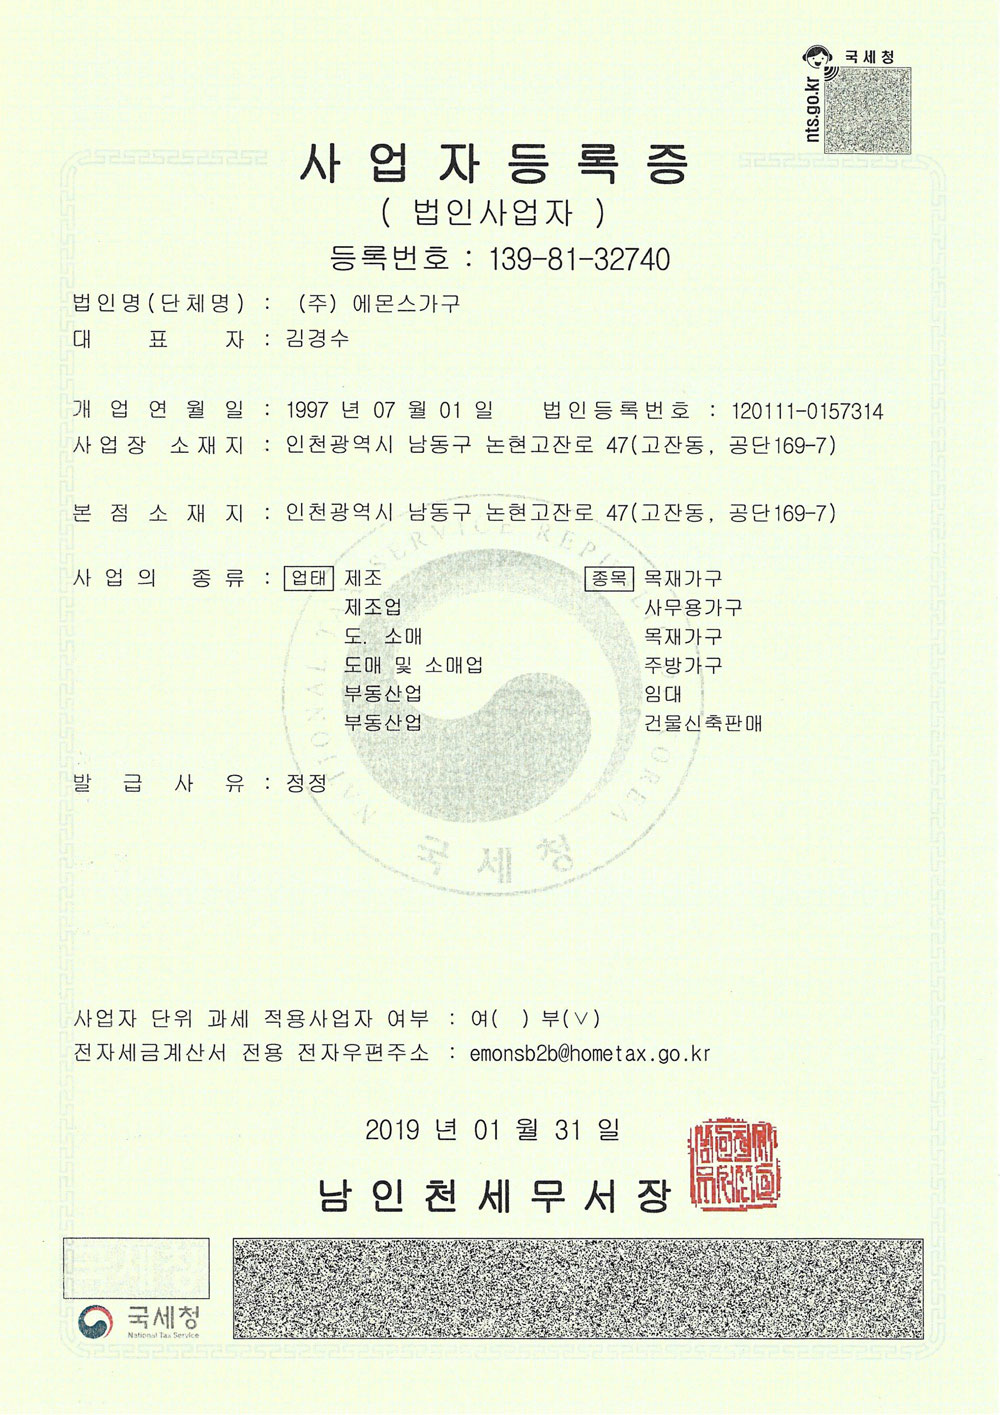 국세청
nts.go.kr
사업자등록증
( 법인사업자 )
등록번호 : 139-81-32740
법인명(단체명) : (주) 에몬스가구
대 표 자 : 김경수
개 업 연 월 일 : 1997 년 07 월 01 일 법인등록번호 : 120111-0157314
사업장 소재지 : 인천광역시 남동구 논현고잔로 47(고잔동, 공단169-7)
본 점 소 재 지 : 인천광역시 남동구 논현고잔로 47(고잔동, 공단169-7)
사 업 의 종 류 : 업태 제조 종목 목재가구
제조업 사무용가구
도. 소매 목재가구
도매 및 소매업 주방가구
부동산업 임대
부동산업 건물신축판매
발 급 사 유 : 정정
NATIONAL TAX SERVICE REPUBLIC OF KOREA
국세청
사업자 단위 과세 적용사업자 여부 : 여( ) 부(∨)
전자세금계산서 전용 전자우편주소 : emonsb2b@hometax.go.kr
2019 년 01 월 31 일
남인천세무서장
국세청
National Tax Service